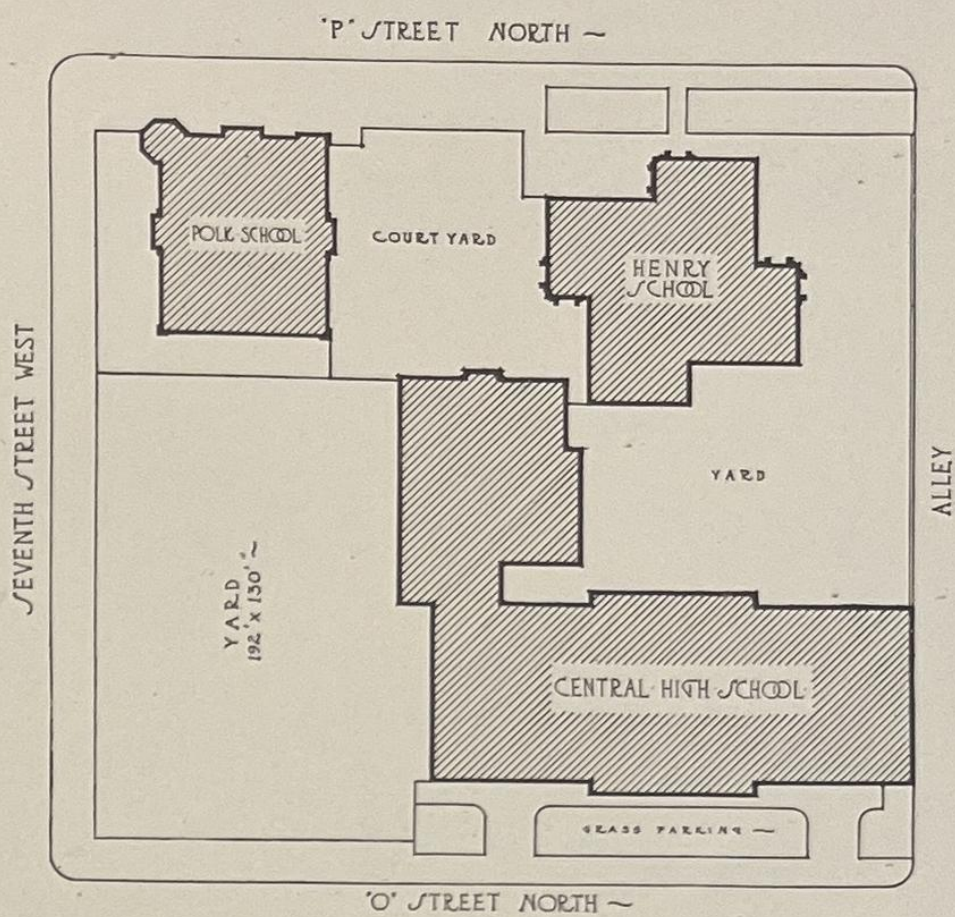 "P" STREET NORTH ~
POLK SCHOOL
COURT YARD
HENRY
SCHOOL
SEVENTH STREET WEST
YARD
ALLEY
YARD
192' x 130' ~
CENTRAL HIGH SCHOOL
GRASS PARKING ~
"O" STREET NORTH ~